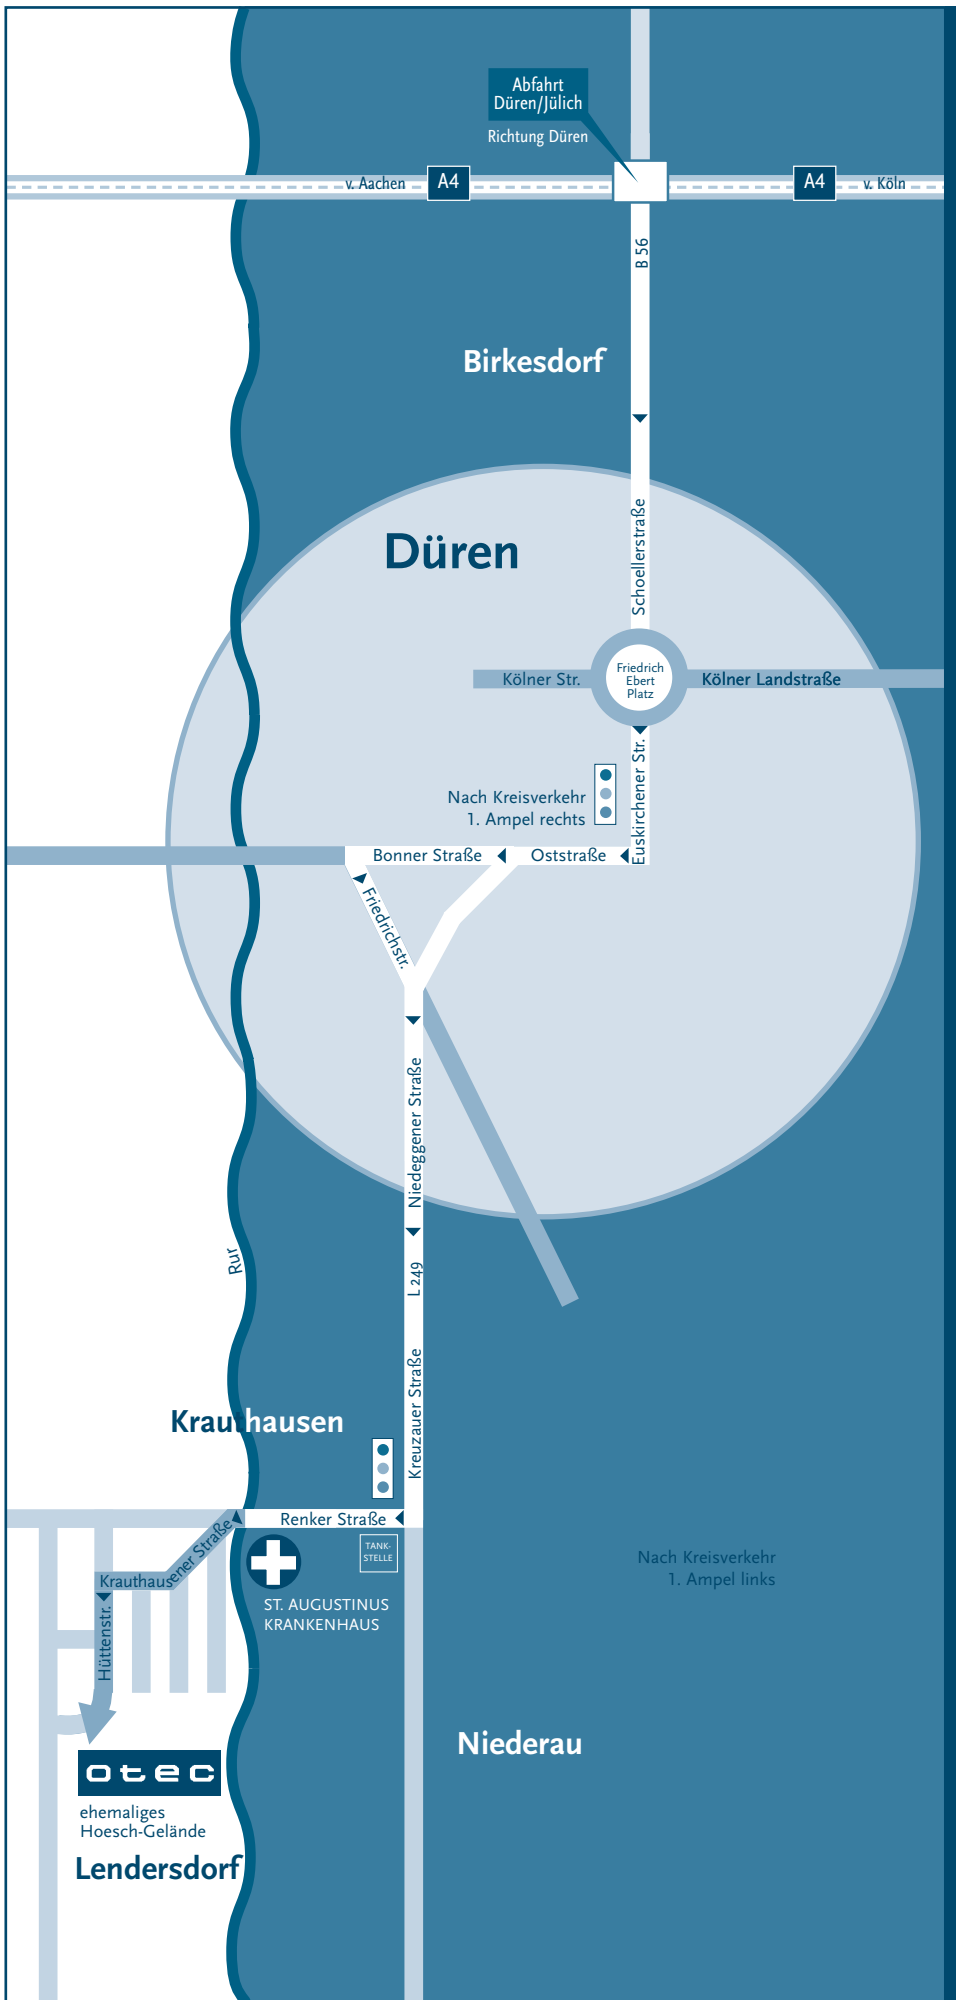 Abfahrt
Düren/Jülich
Richtung Düren
v. Aachen
A4
A4
v. Köln
B 56
Birkesdorf
Düren
Schoellerstraße
Friedrich
Ebert
Platz
Kölner Str.
Kölner Landstraße
Euskirchener Str.
Nach Kreisverkehr
1. Ampel rechts
Bonner Straße
Oststraße
Friedrichstr.
Niedeggener Straße
Rur
L 249
Kreuzauer Straße
Krauthausen
Renker Straße
TANK-
STELLE
Krauthausener Straße
ST. AUGUSTINUS
KRANKENHAUS
Nach Kreisverkehr
1. Ampel links
Hüttenstr.
Niederau
otec
ehemaliges
Hoesch-Gelände
Lendersdorf